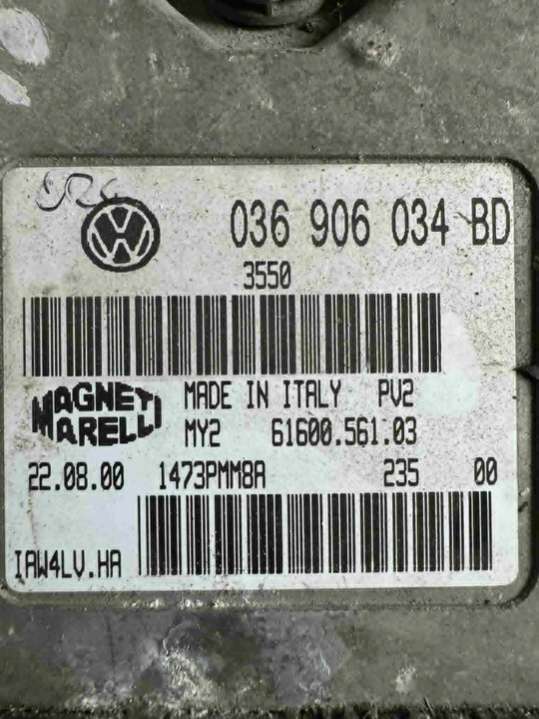 036 906 034 BD
3550
MAGNETI MARELLI
MADE IN ITALY PV2
MY2 61600.561.03
22.08.00 1473PMM8A 235 00
IAW4LV.HA